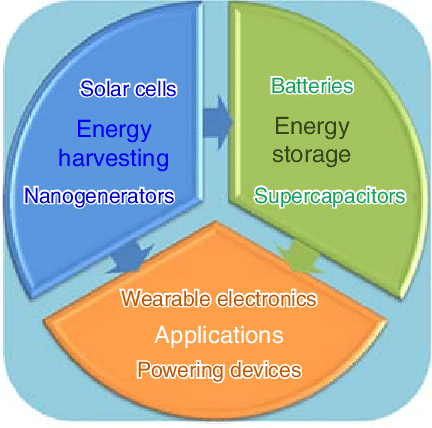 Solar cells
Energy
harvesting
Nanogenerators
Batteries
Energy
storage
Supercapacitors
Wearable electronics
Applications
Powering devices